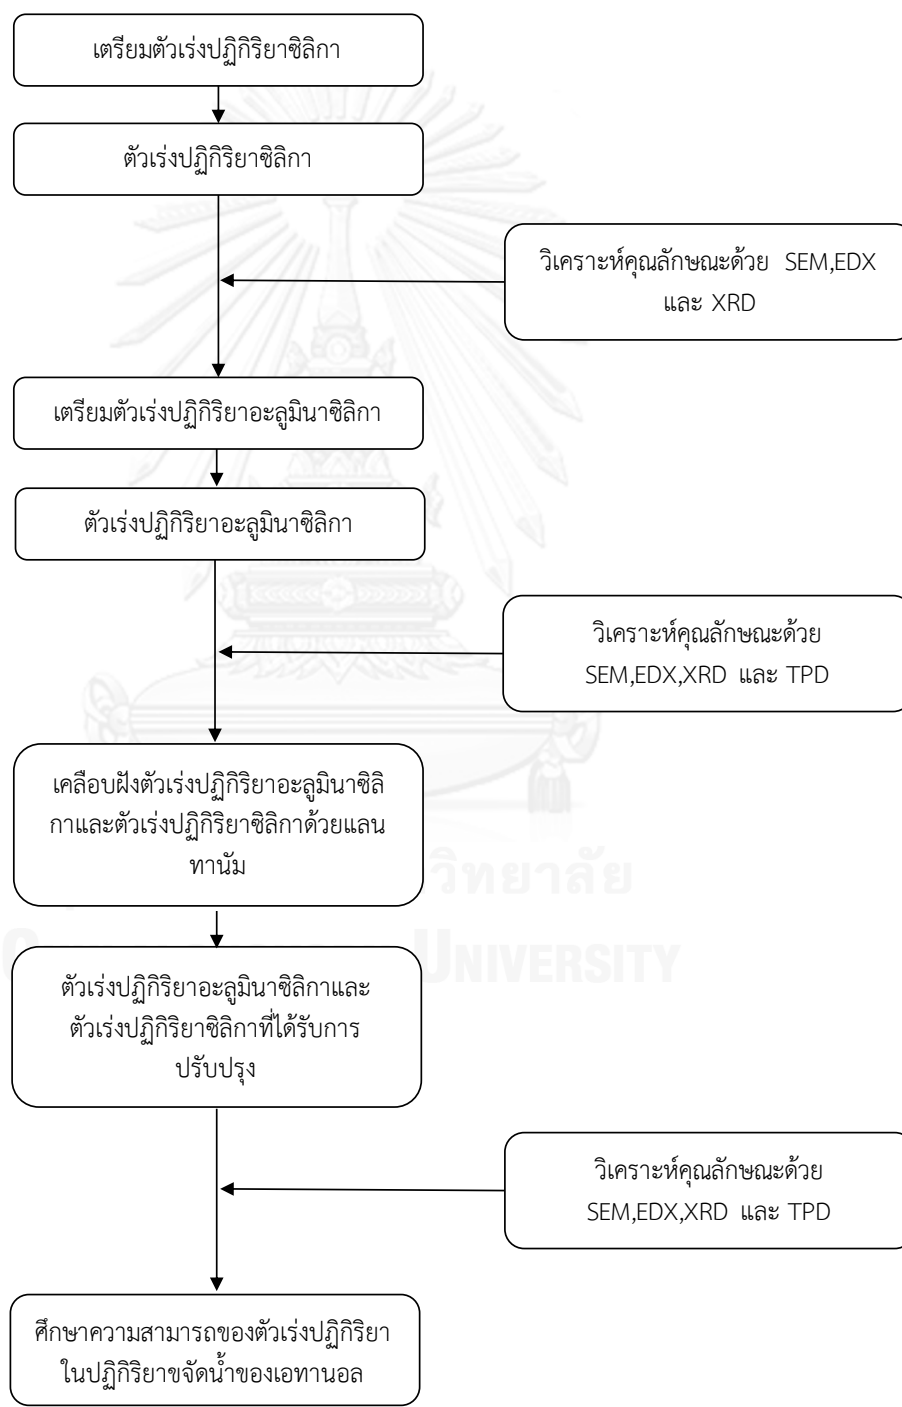 เตรียมตัวเร่งปฏิกิริยาซิลิกา
ตัวเร่งปฏิกิริยาซิลิกา
วิเคราะห์คุณลักษณะด้วย SEM,EDX
และ XRD
เตรียมตัวเร่งปฏิกิริยาอะลูมินาซิลิกา
ตัวเร่งปฏิกิริยาอะลูมินาซิลิกา
วิเคราะห์คุณลักษณะด้วย
SEM,EDX,XRD และ TPD
เคลือบฝังตัวเร่งปฏิกิริยาอะลูมินาซิลิ
กาและตัวเร่งปฏิกิริยาซิลิกาด้วยแลน
ทานัม
วิทยาลัย
UNIVERSITY
ตัวเร่งปฏิกิริยาอะลูมินาซิลิกาและ
ตัวเร่งปฏิกิริยาซิลิกาที่ได้รับการ
ปรับปรุง
วิเคราะห์คุณลักษณะด้วย
SEM,EDX,XRD และ TPD
ศึกษาความสามารถของตัวเร่งปฏิกิริยา
ในปฏิกิริยาขจัดน้ำของเอทานอล